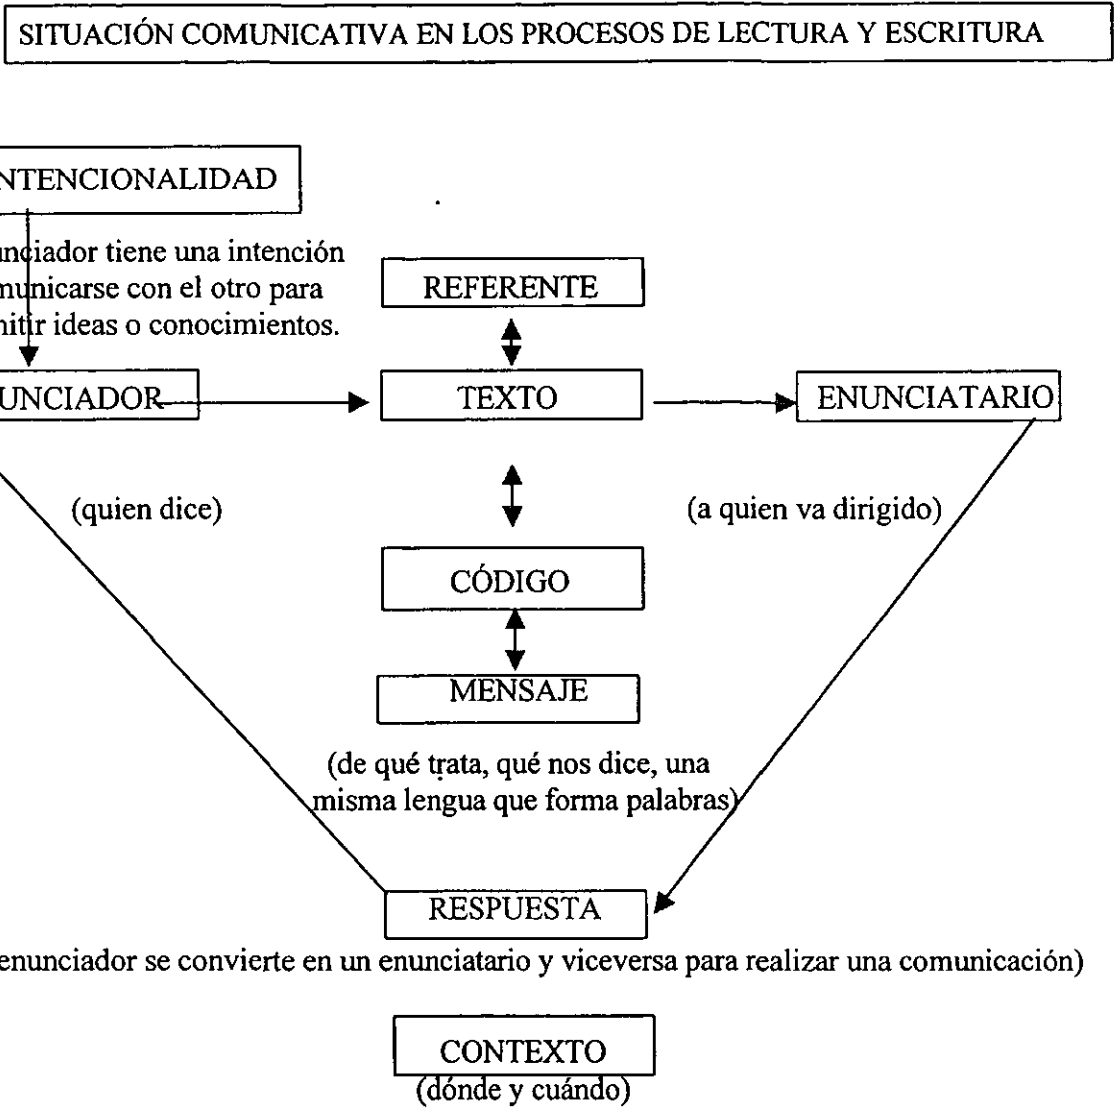 SITUACIÓN COMUNICATIVA EN LOS PROCESOS DE LECTURA Y ESCRITURA
NTENCIONALIDAD
unciador tiene una intención
municarse con el otro para
mitir ideas o conocimientos.
REFERENTE
UNCIADOR
TEXTO
ENUNCIATARIO
(quien dice)
(a quien va dirigido)
CÓDIGO
MENSAJE
(de qué trata, qué nos dice, una
misma lengua que forma palabras)
RESPUESTA
enunciador se convierte en un enunciatario y viceversa para realizar una comunicación)
CONTEXTO
(dónde y cuándo)